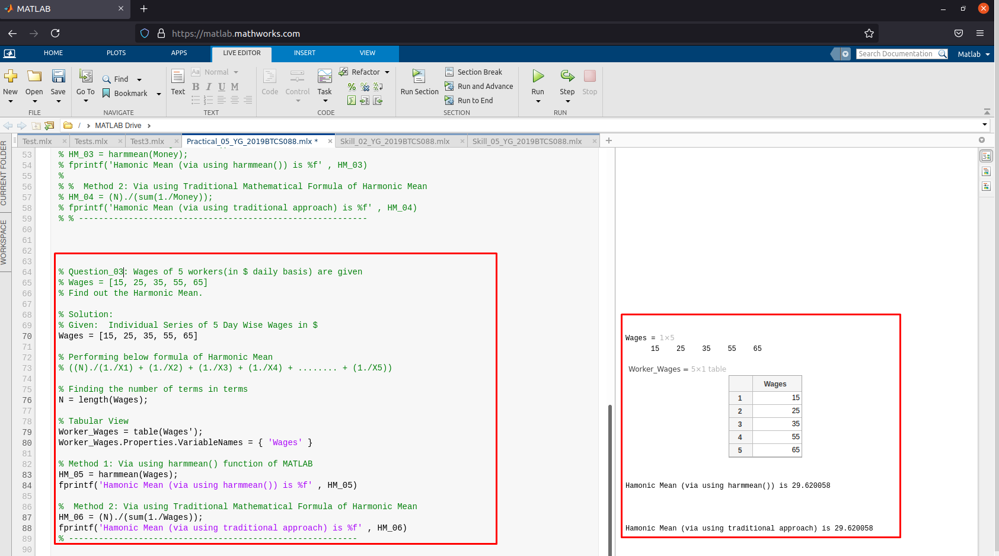 MATLAB
https://matlab.mathworks.com
HOME PLOTS APPS LIVE EDITOR INSERT VIEW
Search Documentation Matlab
New Open Save Go To Find Bookmark Text Aa Normal B I U M Code Control Task Refactor Run Section Section Break Run and Advance Run to End Run Step Stop
FILE NAVIGATE TEXT CODE SECTION RUN
/ MATLAB Drive
Test.mlx Tests.mlx Test3.mlx Practical_05_YG_2019BTCS088.mlx * Skill_02_YG_2019BTCS088.mlx Skill_05_YG_2019BTCS088.mlx
CURRENT FOLDER
WORKSPACE
53 % HM_03 = harmmean(Money);
54 % fprintf('Hamonic Mean (via using harmmean()) is %f' , HM_03)
55 %
56 % %  Method 2: Via using Traditional Mathematical Formula of Harmonic Mean
57 % HM_04 = (N)./(sum(1./Money));
58 % fprintf('Hamonic Mean (via using traditional approach) is %f' , HM_04)
59 % % ----------------------------------------------------------
60
61
62
63
64 % Question_03: Wages of 5 workers(in $ daily basis) are given
65 % Wages = [15, 25, 35, 55, 65]
66 % Find out the Harmonic Mean.
67
68 % Solution:
69 % Given:  Individual Series of 5 Day Wise Wages in $
70 Wages = [15, 25, 35, 55, 65]
71
72 % Performing below formula of Harmonic Mean
73 % ((N)./(1./X1) + (1./X2) + (1./X3) + (1./X4) + ........ + (1./X5))
74
75 % Finding the number of terms in terms
76 N = length(Wages);
77
78 % Tabular View
79 Worker_Wages = table(Wages');
80 Worker_Wages.Properties.VariableNames = { 'Wages' }
81
82 % Method 1: Via using harmmean() function of MATLAB
83 HM_05 = harmmean(Wages);
84 fprintf('Hamonic Mean (via using harmmean()) is %f' , HM_05)
85
86 %  Method 2: Via using Traditional Mathematical Formula of Harmonic Mean
87 HM_06 = (N)./(sum(1./Wages));
88 fprintf('Hamonic Mean (via using traditional approach) is %f' , HM_06)
89 % ----------------------------------------------------------
90
Wages = 1×5
15 25 35 55 65
Worker_Wages = 5×1 table
Wages
1 15
2 25
3 35
4 55
5 65
Hamonic Mean (via using harmmean()) is 29.620058
Hamonic Mean (via using traditional approach) is 29.620058